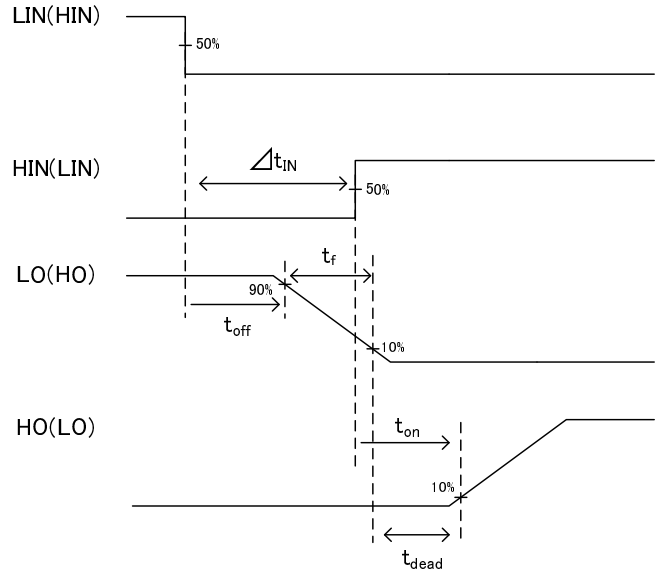 LIN(HIN)
50%
⊿tIN
HIN(LIN)
50%
tf
LO(HO)
90%
toff
10%
ton
HO(LO)
10%
tdead